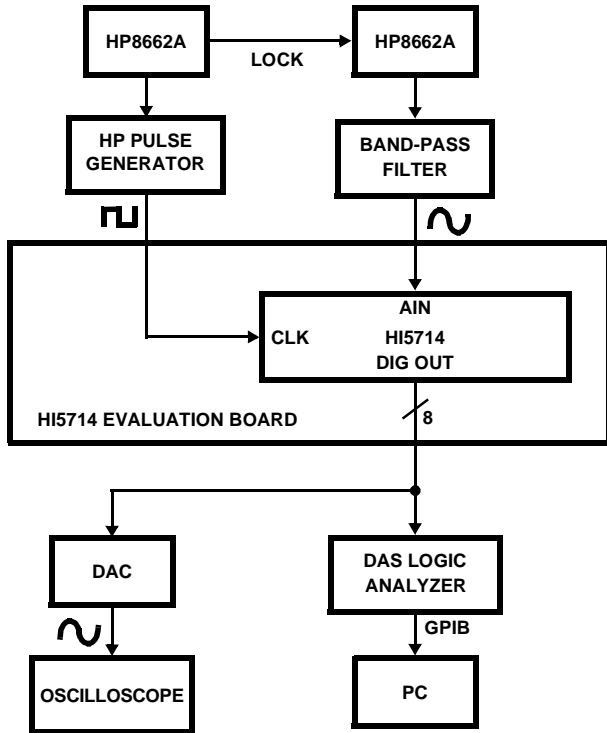 HP8662A
LOCK
HP8662A
HP PULSE
GENERATOR
BAND-PASS
FILTER
AIN
CLK
HI5714
DIG OUT
HI5714 EVALUATION BOARD
8
DAC
DAS LOGIC
ANALYZER
GPIB
OSCILLOSCOPE
PC